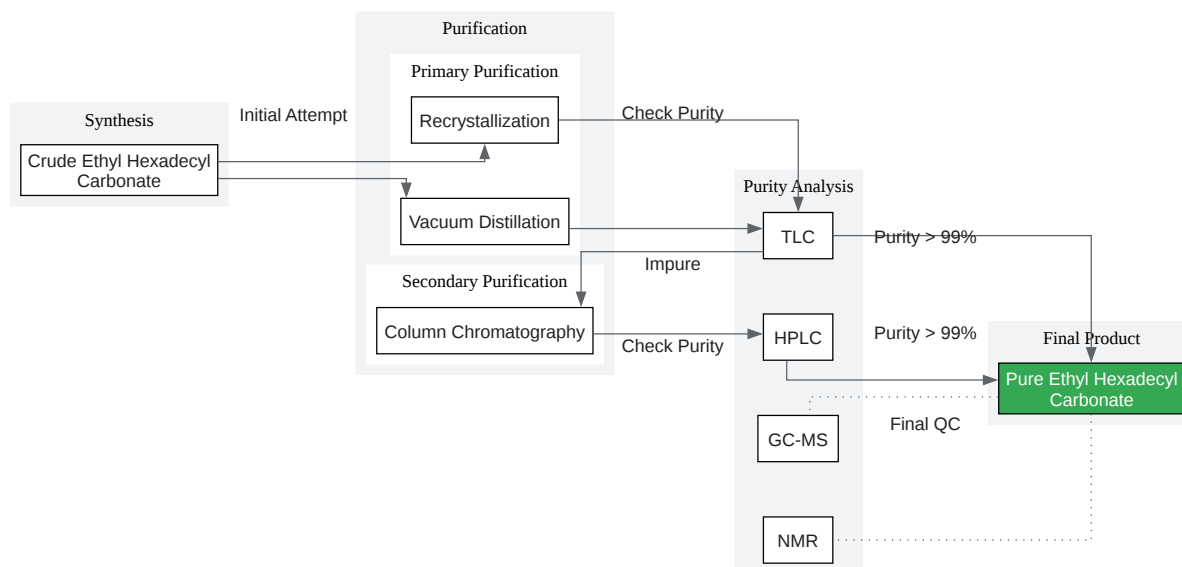 Purification
Primary Purification
Synthesis
Initial Attempt
Recrystallization
Check Purity
Crude Ethyl Hexadecyl
Carbonate
Purity Analysis
Vacuum Distillation
TLC
Purity > 99%
Impure
Secondary Purification
Column Chromatography
Check Purity
HPLC
Purity > 99%
Final Product
Pure Ethyl Hexadecyl
Carbonate
GC-MS
Final QC
NMR